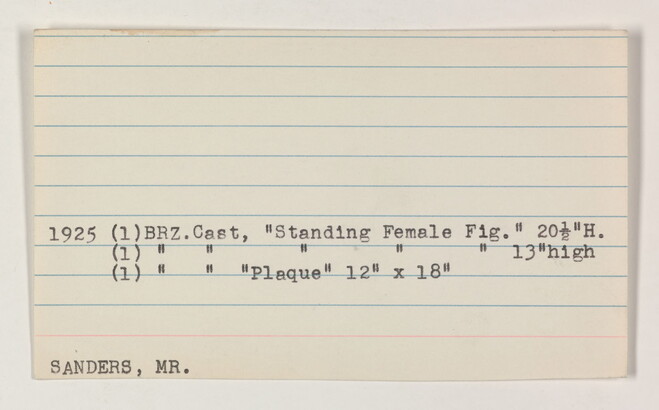 1925 (1)BRZ.Cast, "Standing Female Fig." 20½"H.
(1) " " " " " 13"high
(1) " " "Plaque" 12" x 18"
SANDERS, MR.